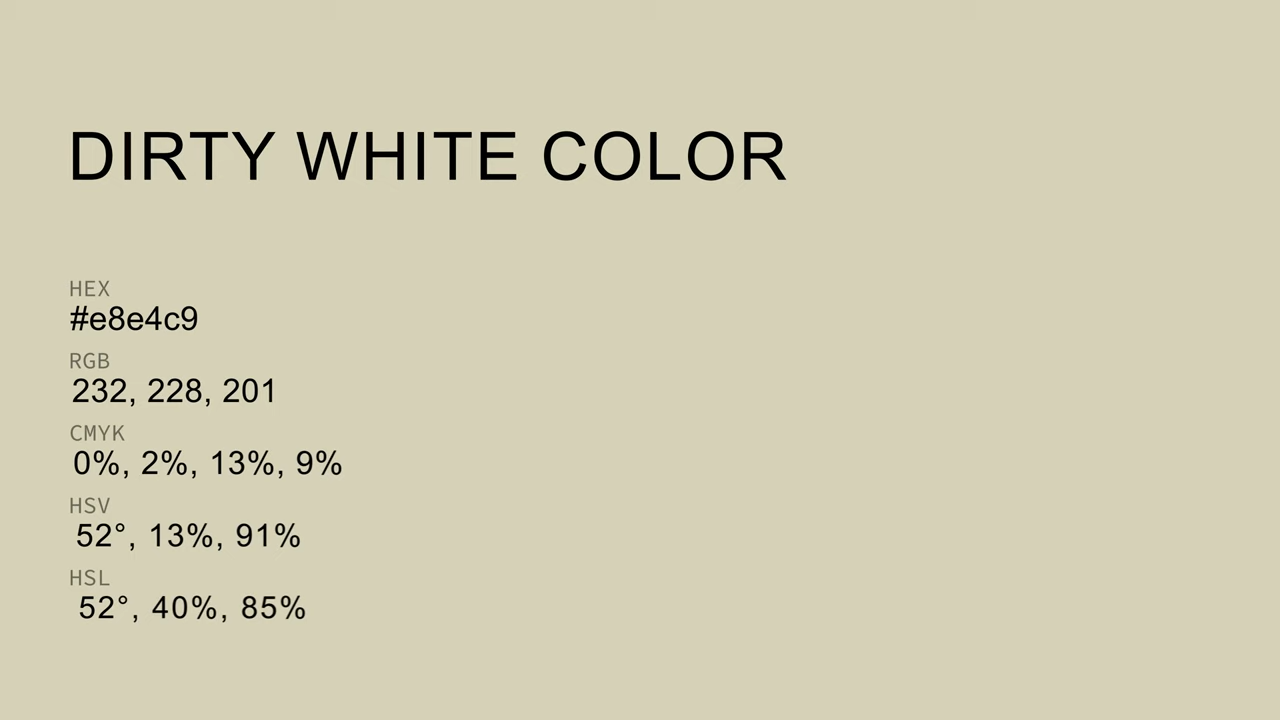 DIRTY WHITE COLOR
HEX
#e8e4c9
RGB
232, 228, 201
CMYK
0%, 2%, 13%, 9%
HSV
52°, 13%, 91%
HSL
52°, 40%, 85%